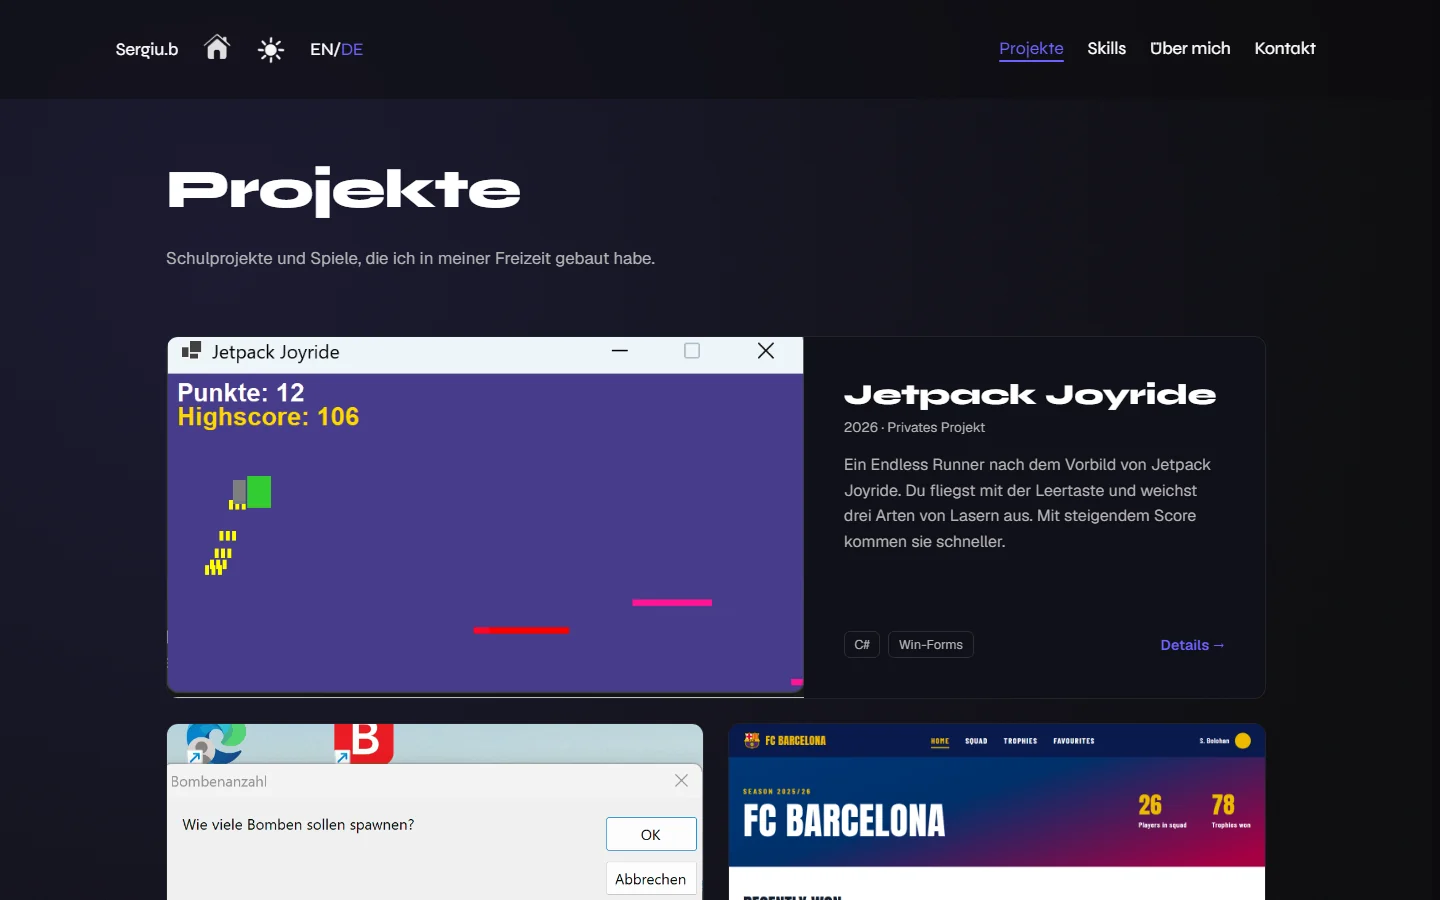 Sergiu.b
EN/DE
Projekte
Skills
Über mich
Kontakt
Projekte
Schulprojekte und Spiele, die ich in meiner Freizeit gebaut habe.
Jetpack Joyride
Punkte: 12
Highscore: 106
Jetpack Joyride
2026 · Privates Projekt
Ein Endless Runner nach dem Vorbild von Jetpack
Joyride. Du fliegst mit der Leertaste und weichst
drei Arten von Lasern aus. Mit steigendem Score
kommen sie schneller.
C#
Win-Forms
Details →
B
Bombenanzahl
Wie viele Bomben sollen spawnen?
OK
Abbrechen
FC BARCELONA
HOME
SQUAD
TROPHIES
FAVOURITES
S. Golohan
SEASON 2025/26
FC BARCELONA
26
Players in squad
78
Trophies won
RECENTLY WON